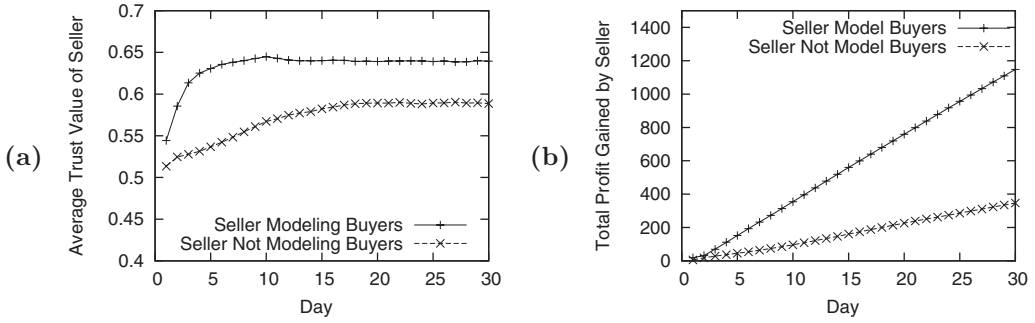 (a)
Average Trust Value of Seller
0.7
0.65
0.6
0.55
0.5
0.45
0.4
Seller Modeling Buyers
Seller Not Modeling Buyers
0 5 10 15 20 25 30
Day
(b)
Total Profit Gained by Seller
1400
1200
1000
800
600
400
200
0
Seller Model Buyers
Seller Not Model Buyers
0 5 10 15 20 25 30
Day